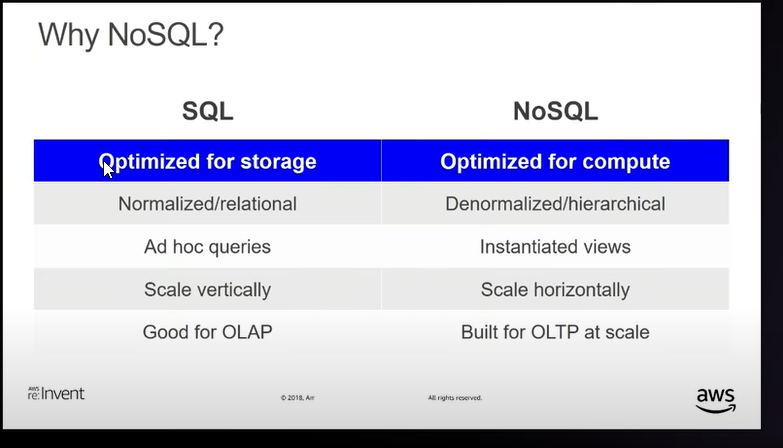 Why NoSQL?
SQL NoSQL
Optimized for storage Optimized for compute
Normalized/relational Denormalized/hierarchical
Ad hoc queries Instantiated views
Scale vertically Scale horizontally
Good for OLAP Built for OLTP at scale
AWS
re:Invent
© 2018, All rights reserved.
aws